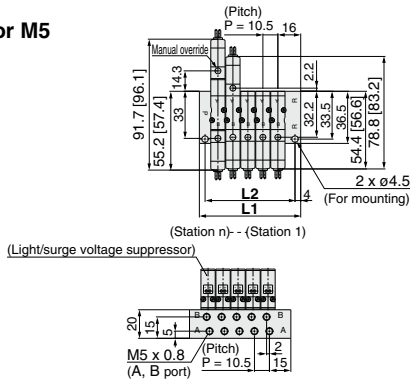 or M5
(Pitch)
P = 10.5
16
Manual override
14.3
2.2
91.7 [96.1]
55.2 [57.4]
33
32.2
33.5
36.5
54.4 [56.6]
78.8 [83.2]
P
R
R
2 x ø4.5
(For mounting)
L2
4
L1
(Station n)- - -(Station 1)
(Light/surge voltage suppressor)
20
15
5
B
B
A
A
M5 x 0.8
(A, B port)
(Pitch)
P = 10.5
2
15